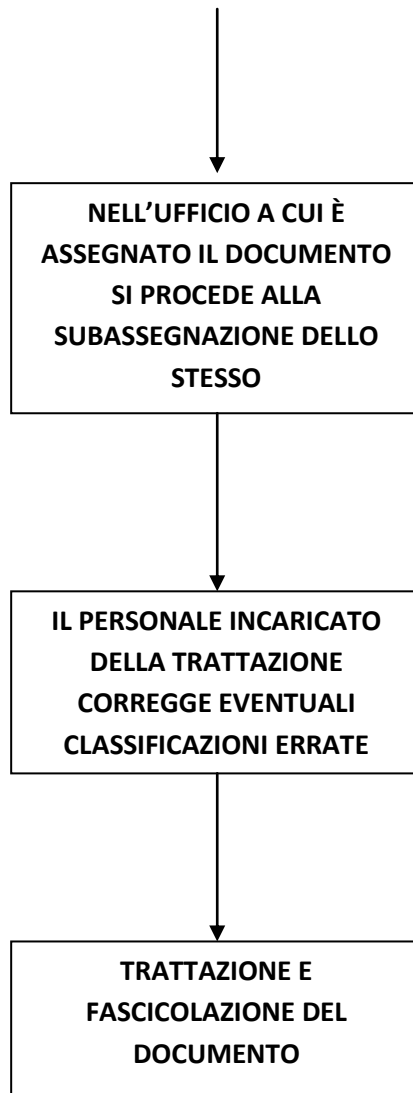 NELL’UFFICIO A CUI È
ASSEGNATO IL DOCUMENTO
SI PROCEDE ALLA
SUBASSEGNAZIONE DELLO
STESSO
IL PERSONALE INCARICATO
DELLA TRATTAZIONE
CORREGGE EVENTUALI
CLASSIFICAZIONI ERRATE
TRATTAZIONE E
FASCICOLAZIONE DEL
DOCUMENTO